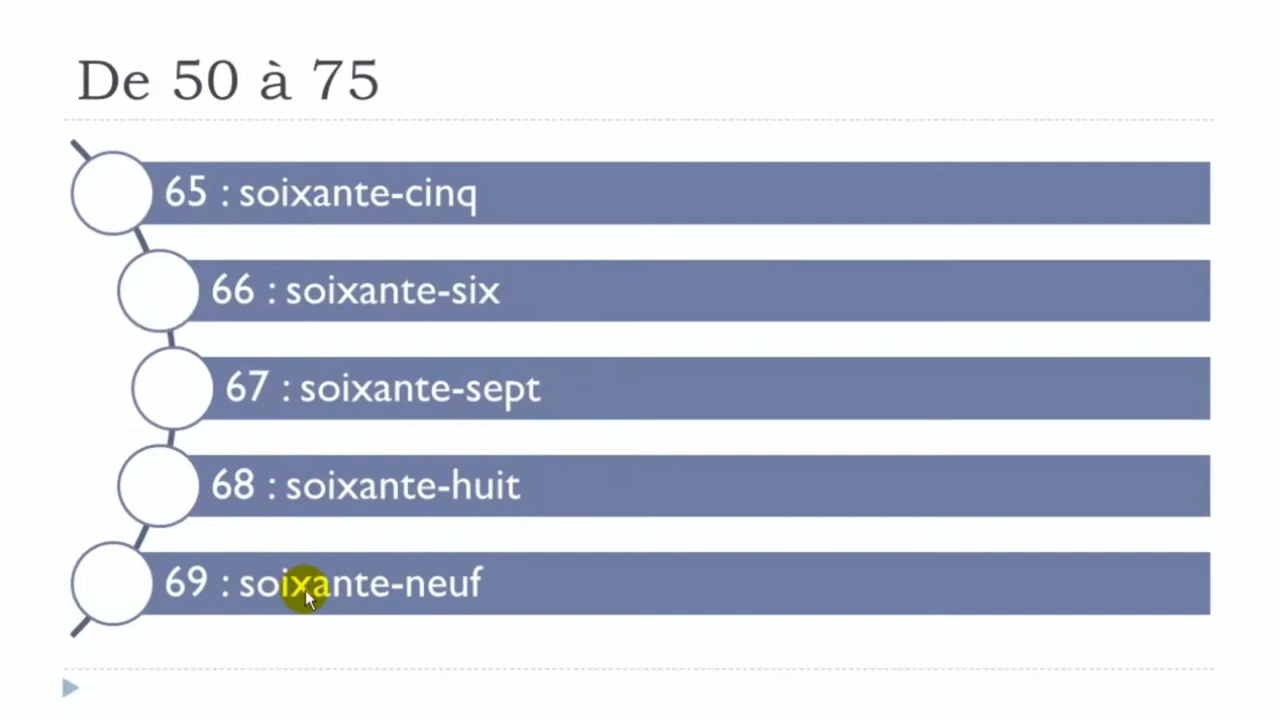 De 50 à 75
65 : soixante-cinq
66 : soixante-six
67 : soixante-sept
68 : soixante-huit
69 : soixante-neuf